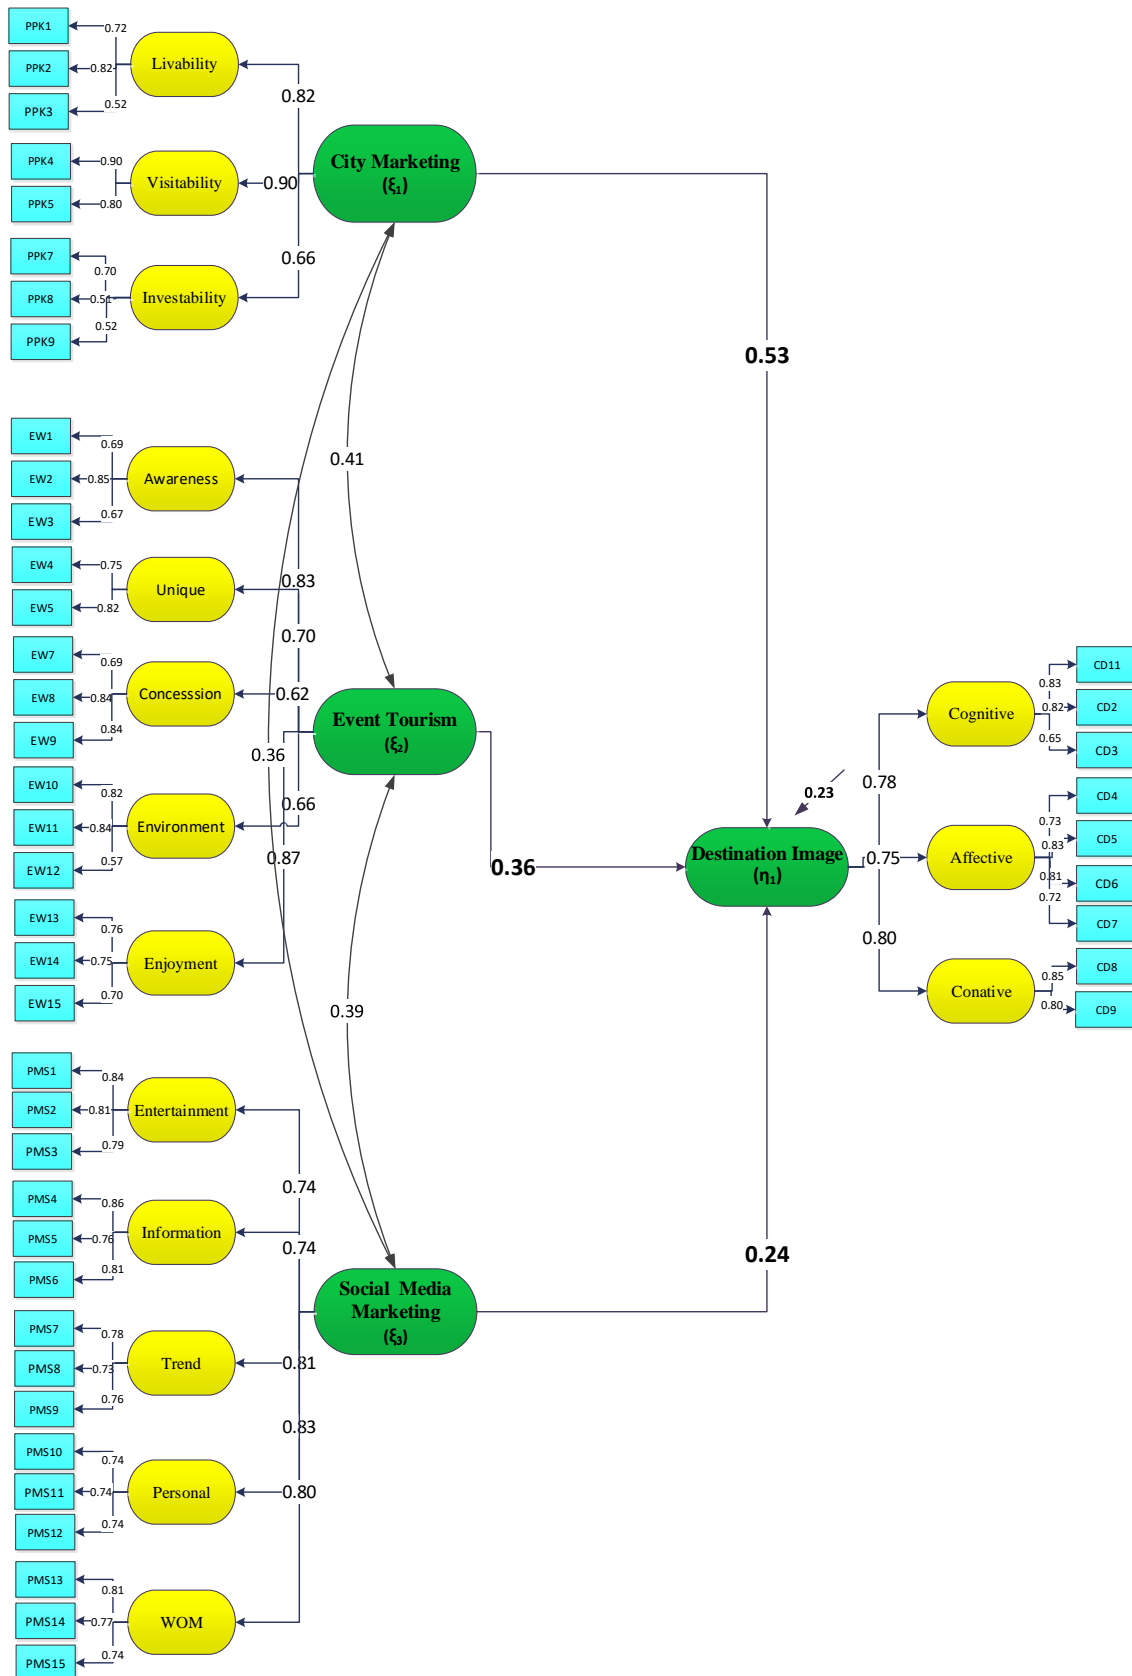 PPK1
0.72
PPK2
0.82
PPK3
0.52
Livability
0.82
PPK4
0.90
PPK5
0.80
Visitability
0.90
PPK7
0.70
PPK8
0.51
PPK9
0.52
Investability
0.66
City Marketing
(ξ₁)
0.53
0.41
0.36
EW1
0.69
EW2
0.85
EW3
0.67
Awareness
0.83
EW4
0.75
EW5
0.82
Unique
0.70
EW7
0.69
EW8
0.84
EW9
0.84
Concesssion
0.62
EW10
0.82
EW11
0.84
EW12
0.57
Environment
0.66
EW13
0.76
EW14
0.75
EW15
0.70
Enjoyment
0.87
Event Tourism
(ξ₂)
0.36
0.39
PMS1
0.84
PMS2
0.81
PMS3
0.79
Entertainment
0.74
PMS4
0.86
PMS5
0.76
PMS6
0.81
Information
0.74
PMS7
0.78
PMS8
0.73
PMS9
0.76
Trend
0.81
PMS10
0.74
PMS11
0.74
PMS12
0.74
Personal
0.83
0.80
PMS13
0.81
PMS14
0.77
PMS15
0.74
WOM
Social Media
Marketing
(ξ₃)
0.24
0.23
Destination Image
(η₁)
0.78
0.75
0.80
Cognitive
0.83
CD11
0.82
CD2
0.65
CD3
Affective
0.73
CD4
0.83
CD5
0.81
CD6
0.72
CD7
Conative
0.85
CD8
0.80
CD9